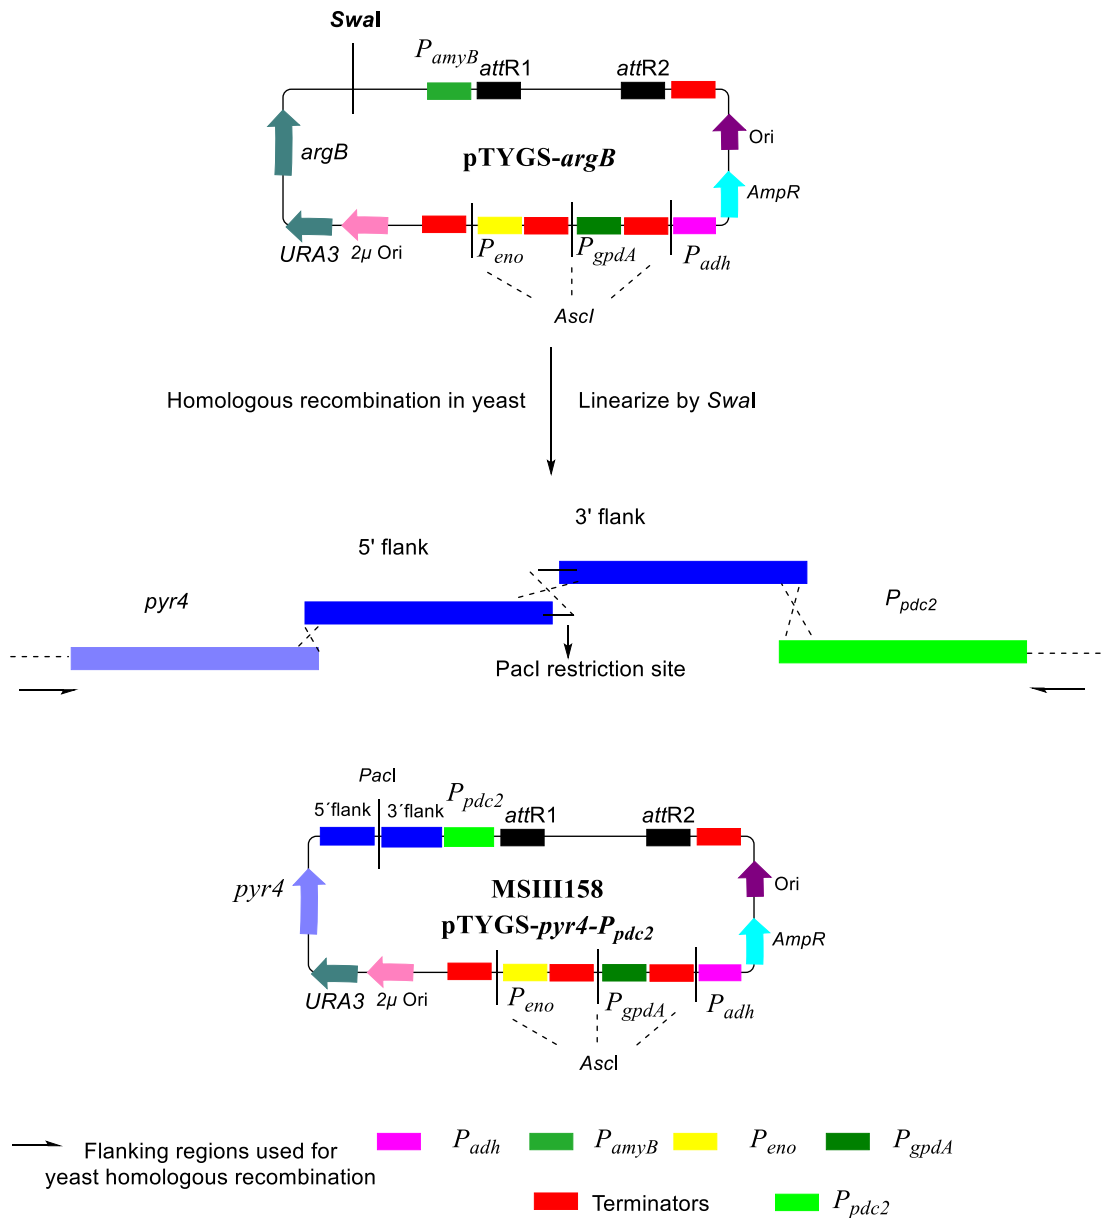 SwaI
PamyB
attR1
attR2
argB
pTYGS-argB
Ori
AmpR
URA3
2μ Ori
Peno
PgpdA
Padh
AscI
Homologous recombination in yeast
Linearize by SwaI
3' flank
5' flank
pyr4
Ppdc2
PacI restriction site
PacI
5´flank
3´flank
Ppdc2
attR1
attR2
pyr4
MSIII158
pTYGS-pyr4-Ppdc2
Ori
AmpR
URA3
2μ Ori
Peno
PgpdA
Padh
AscI
Flanking regions used for
yeast homologous recombination
Padh
PamyB
Peno
PgpdA
Terminators
Ppdc2